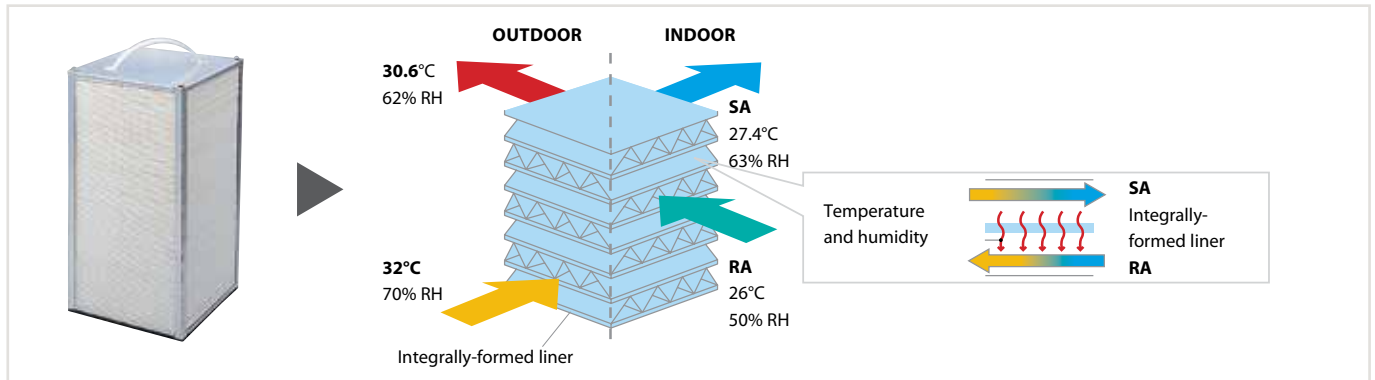 OUTDOOR
INDOOR
30.6°C
62% RH
SA
27.4°C
63% RH
32°C
70% RH
RA
26°C
50% RH
Integrally-formed liner
Temperature
and humidity
SA
Integrally-
formed liner
RA